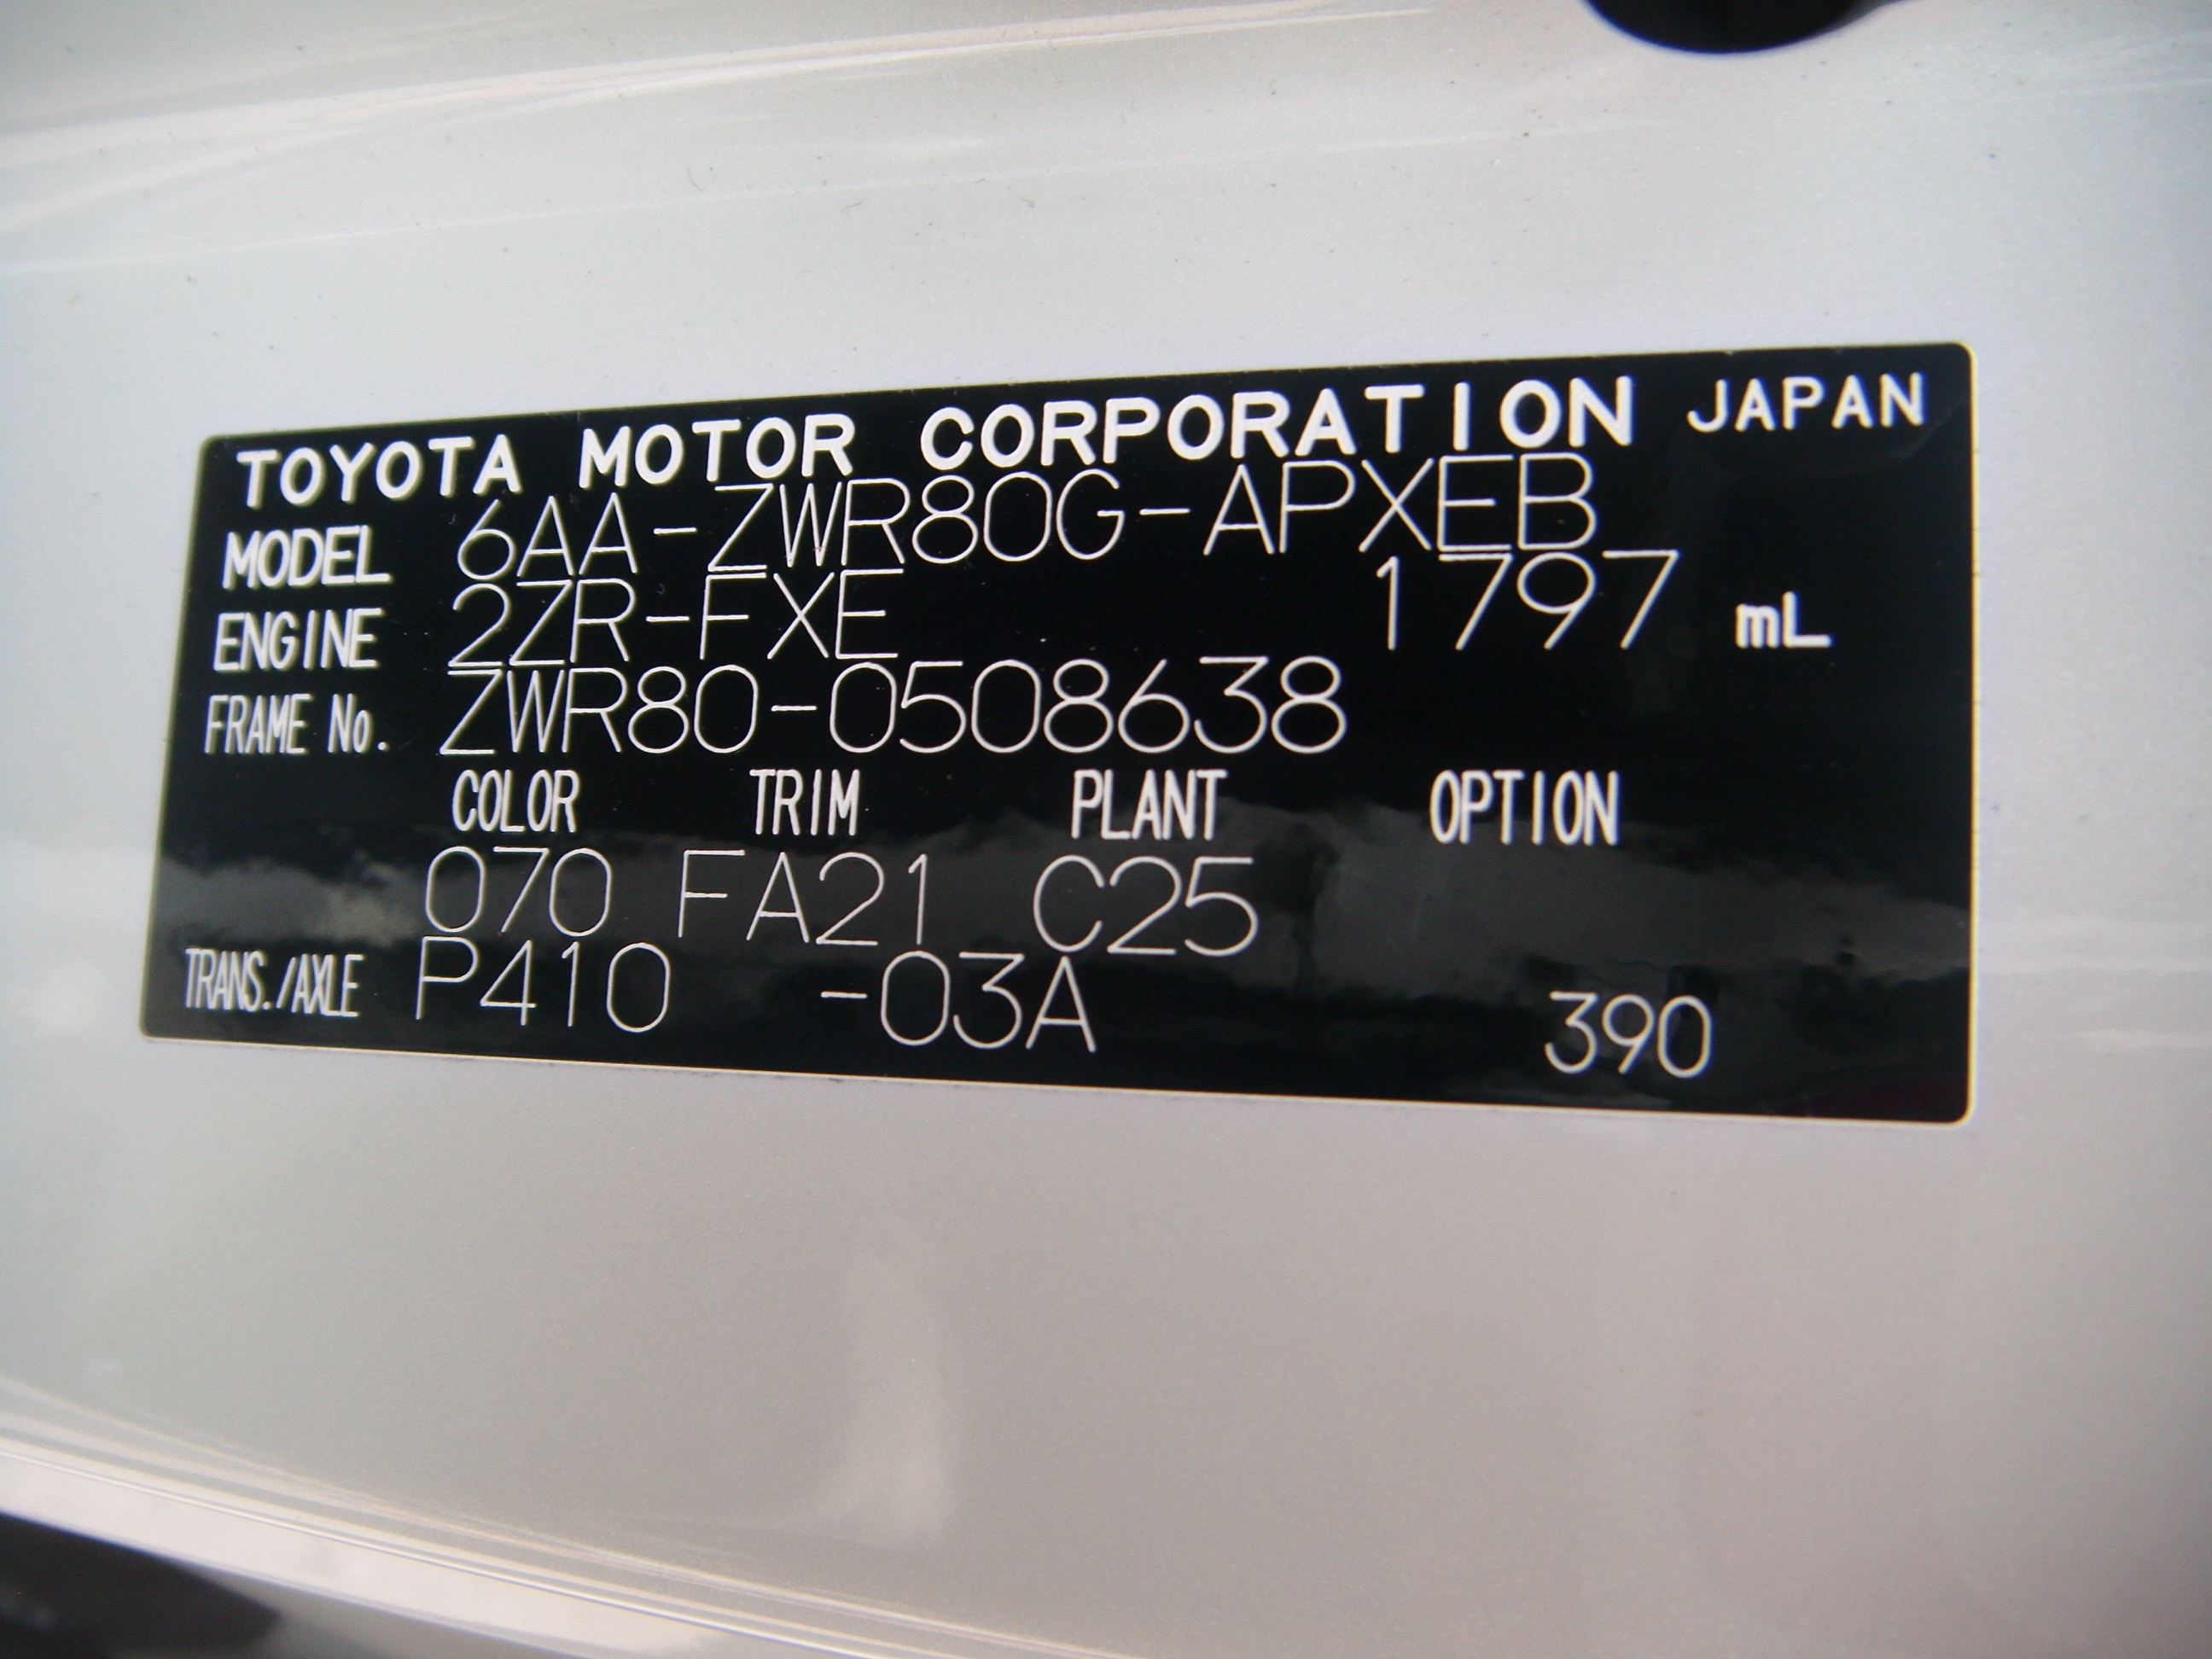 TOYOTA MOTOR CORPORATION JAPAN
MODEL 6AA-ZWR80G-APXEB
ENGINE 2ZR-FXE 1797 mL
FRAME No. ZWR80-0508638
COLOR TRIM PLANT OPTION
070 FA21 C25
TRANS./AXLE P410 -03A 390